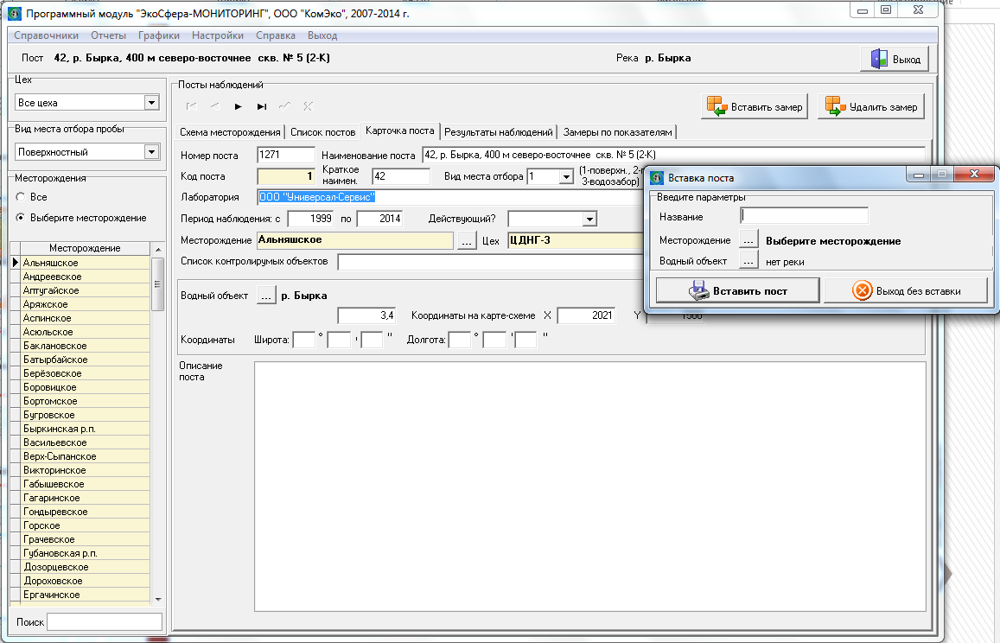 Программный модуль "ЭкоСфера-МОНИТОРИНГ", ООО "КомЭко", 2007-2014 г.
Справочники Отчеты Графики Настройки Справка Выход
Пост 42, р. Бырка, 400 м северо-восточнее скв. № 5 (2-К) Река р. Бырка Выход
Цех
Все цеха
Вид места отбора пробы
Поверхностный
Месторождения
Все
Выберите месторождение
Месторождение
Альняшское
Андреевское
Аптугайское
Аряжское
Аспинское
Асюльское
Баклановское
Батырбайское
Берёзовское
Боровицкое
Бортомское
Бугровское
Быркинская р.п.
Васильевское
Верх-Сыпанское
Викторинское
Габышевское
Гагаринское
Гондыревское
Горское
Грачевское
Губановская р.п.
Дозорцевское
Дороховское
Ергачинское
Поиск
Посты наблюдений
Вставить замер Удалить замер
Схема месторождения Список постов Карточка поста Результаты наблюдений Замеры по показателям
Номер поста 1271 Наименование поста 42, р. Бырка, 400 м северо-восточнее скв. № 5 (2-К)
Код поста 1 Краткое наимен. 42 Вид места отбора 1 (1-поверхн., 2-
3-водозабор)
Лаборатория ООО "Универсал-Сервис"
Период наблюдения: с 1999 по 2014 Действующий?
Месторождение Альняшское ... Цех ЦДНГ-3
Список контролирумых объектов
Водный объект ... р. Бырка
3,4 Координаты на карте-схеме X 2021 Y 1500
Координаты Широта: ° ' " Долгота: ° ' "
Описание
поста
Вставка поста
Введите параметры
Название
Месторождение ... Выберите месторождение
Водный объект ... нет реки
Вставить пост Выход без вставки